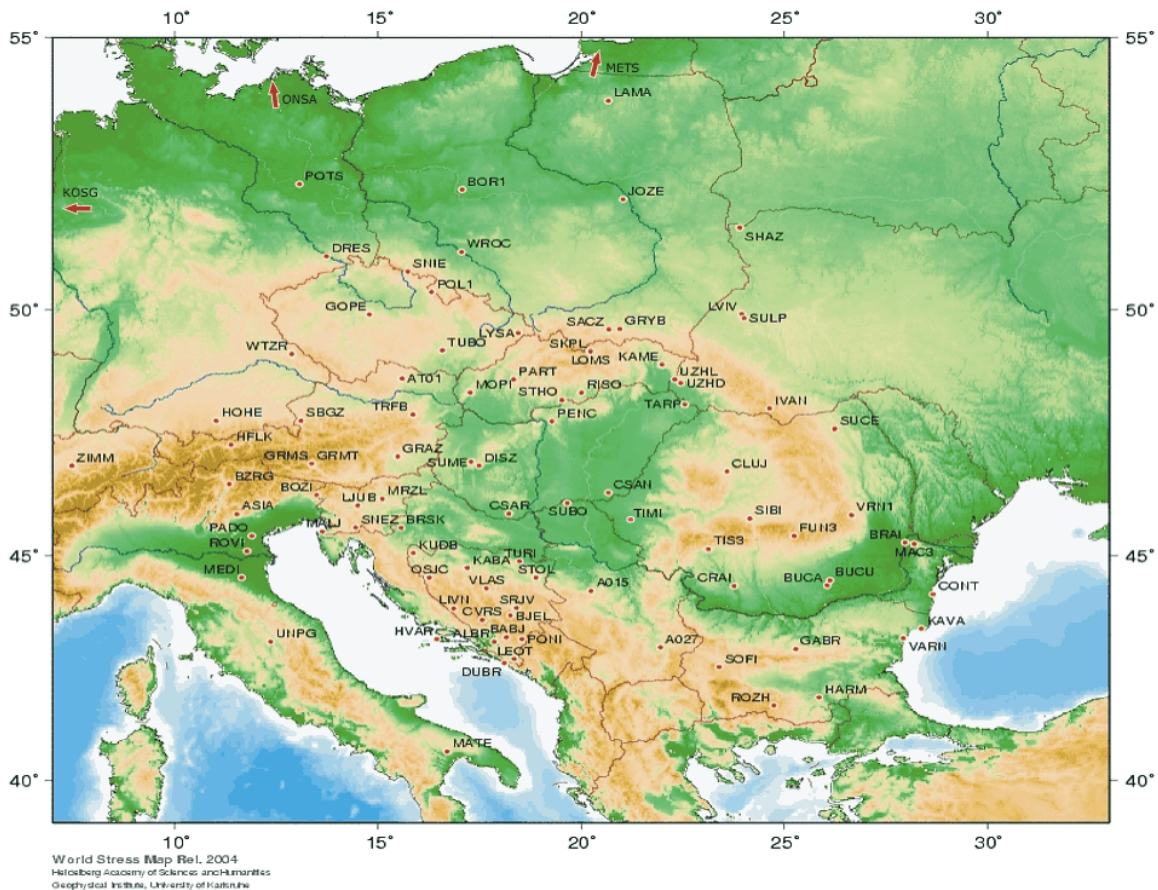 10° 15° 20° 25° 30°
55° 55°
METS
LAMA
ONSA
POTS
BOR1
KOSG
JOZE
SHAZ
DRES
WROC
SNIE
POL1
GOPE
LVIV
50° 50°
SULP
SACZ
GRYB
LYSA
TUBO
SKPL
WTZR
LOMS
KAME
PART
UZHL
AT01
MOPI
STHO
RISO
UZHD
TRFB
TARP
IVAN
HOHE
SBGZ
PENC
SUCE
HFLK
GRAZ
ZIMM
GRMS
GRMT
SUME
DISZ
CLUJ
BZRG
BOZI
CSAN
LJUB
MRZL
ASIA
CSAR
SUBO
TIMI
SIBI
VRN1
PADO
MALJ
SNEZ
BRSK
FUN3
ROVI
TIS3
BRAI
45° 45°
KUDB
MAC3
MEDI
OSJC
KABA
TURI
STOL
VLAS
A015
CRAI
BUCA
BUCU
CONT
LIVN
SRJV
CVRS
BJEL
KAVA
UNPG
HVAR
ALBR
BABJ
PONI
A027
GABR
VARN
LEOT
SOFI
DUBR
ROZH
HARM
MATE
40° 40°
10° 15° 20° 25° 30°
World Stress Map Rel. 2004
Heidelberg Academy of Sciences and Humanities
Geophysical Institute, University of Karlsruhe